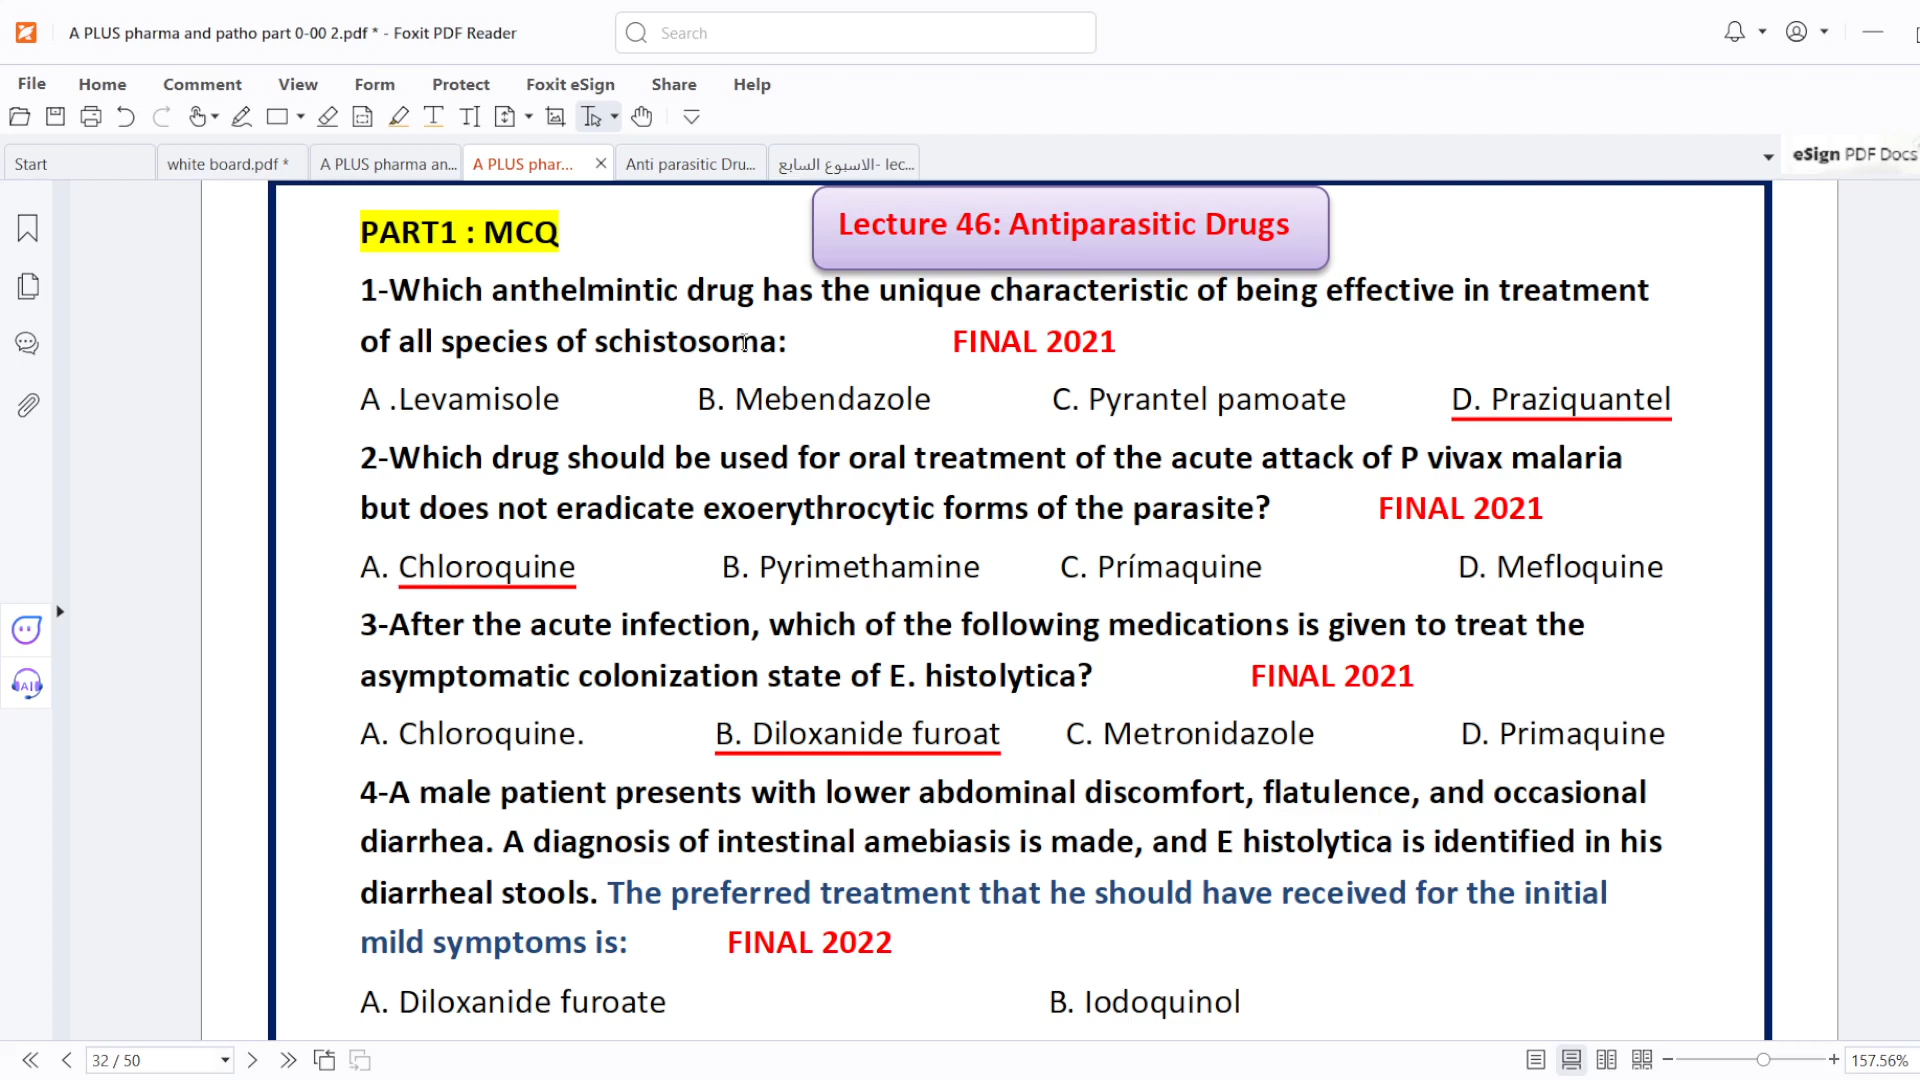 A PLUS pharma and patho part 0-00 2.pdf * - Foxit PDF Reader
Search
File Home Comment View Form Protect Foxit eSign Share Help
Start
white board.pdf *
A PLUS pharma an...
A PLUS phar...
Anti parasitic Dru...
الاسبوع السابع- lec...
eSign PDF Docs
PART1 : MCQ
Lecture 46: Antiparasitic Drugs
1-Which anthelmintic drug has the unique characteristic of being effective in treatment
of all species of schistosoma: FINAL 2021
A .Levamisole B. Mebendazole C. Pyrantel pamoate D. Praziquantel
2-Which drug should be used for oral treatment of the acute attack of P vivax malaria
but does not eradicate exoerythrocytic forms of the parasite? FINAL 2021
A. Chloroquine B. Pyrimethamine C. Prímaquine D. Mefloquine
3-After the acute infection, which of the following medications is given to treat the
asymptomatic colonization state of E. histolytica? FINAL 2021
A. Chloroquine. B. Diloxanide furoat C. Metronidazole D. Primaquine
4-A male patient presents with lower abdominal discomfort, flatulence, and occasional
diarrhea. A diagnosis of intestinal amebiasis is made, and E histolytica is identified in his
diarrheal stools. The preferred treatment that he should have received for the initial
mild symptoms is: FINAL 2022
A. Diloxanide furoate B. Iodoquinol
AI
32 / 50
157.56%